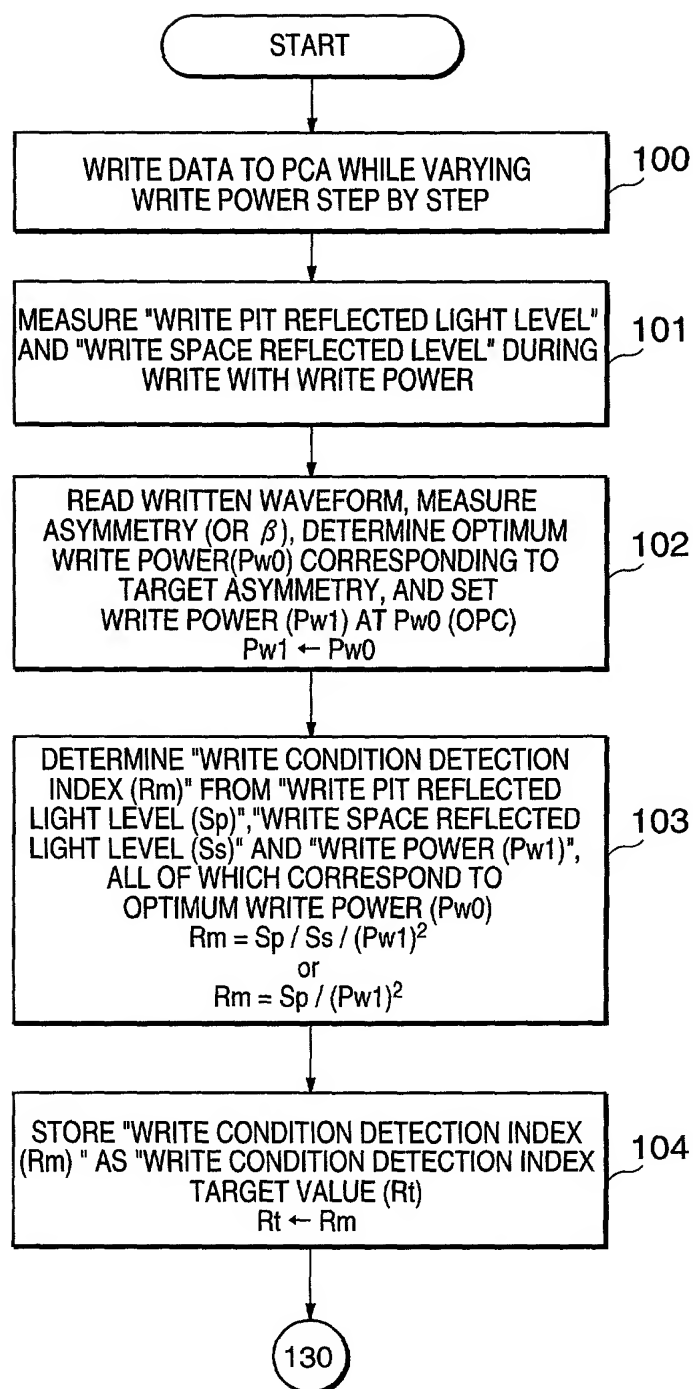 START
WRITE DATA TO PCA WHILE VARYING
WRITE POWER STEP BY STEP
100
MEASURE "WRITE PIT REFLECTED LIGHT LEVEL"
AND "WRITE SPACE REFLECTED LEVEL" DURING
WRITE WITH WRITE POWER
101
READ WRITTEN WAVEFORM, MEASURE
ASYMMETRY (OR β), DETERMINE OPTIMUM
WRITE POWER(Pw0) CORRESPONDING TO
TARGET ASYMMETRY, AND SET
WRITE POWER (Pw1) AT Pw0 (OPC)
Pw1 ← Pw0
102
DETERMINE "WRITE CONDITION DETECTION
INDEX (Rm)" FROM "WRITE PIT REFLECTED
LIGHT LEVEL (Sp)","WRITE SPACE REFLECTED
LIGHT LEVEL (Ss)" AND "WRITE POWER (Pw1)",
ALL OF WHICH CORRESPOND TO
OPTIMUM WRITE POWER (Pw0)
Rm = Sp / Ss / (Pw1)²
or
Rm = Sp / (Pw1)²
103
STORE "WRITE CONDITION DETECTION INDEX
(Rm) " AS "WRITE CONDITION DETECTION INDEX
TARGET VALUE (Rt)
Rt ← Rm
104
130